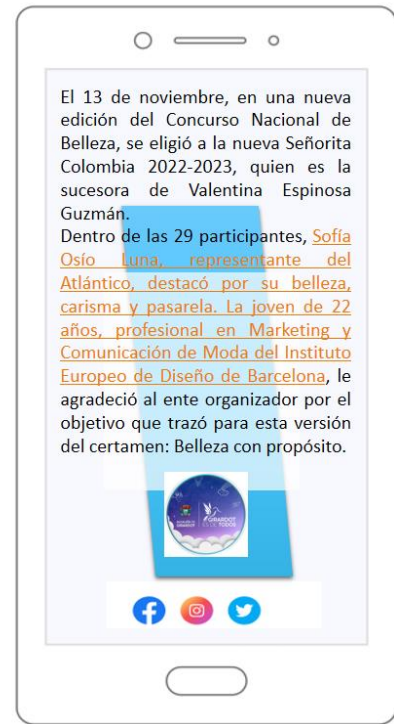 El 13 de noviembre, en una nueva
edición del Concurso Nacional de
Belleza, se eligió a la nueva Señorita
Colombia 2022-2023, quien es la
sucesora de Valentina Espinosa
Guzmán.
Dentro de las 29 participantes, Sofía
Osío Luna, representante del
Atlántico, destacó por su belleza,
carisma y pasarela. La joven de 22
años, profesional en Marketing y
Comunicación de Moda del Instituto
Europeo de Diseño de Barcelona, le
agradeció al ente organizador por el
objetivo que trazó para esta versión
del certamen: Belleza con propósito.
GIRARDOT
ES DE TODOS